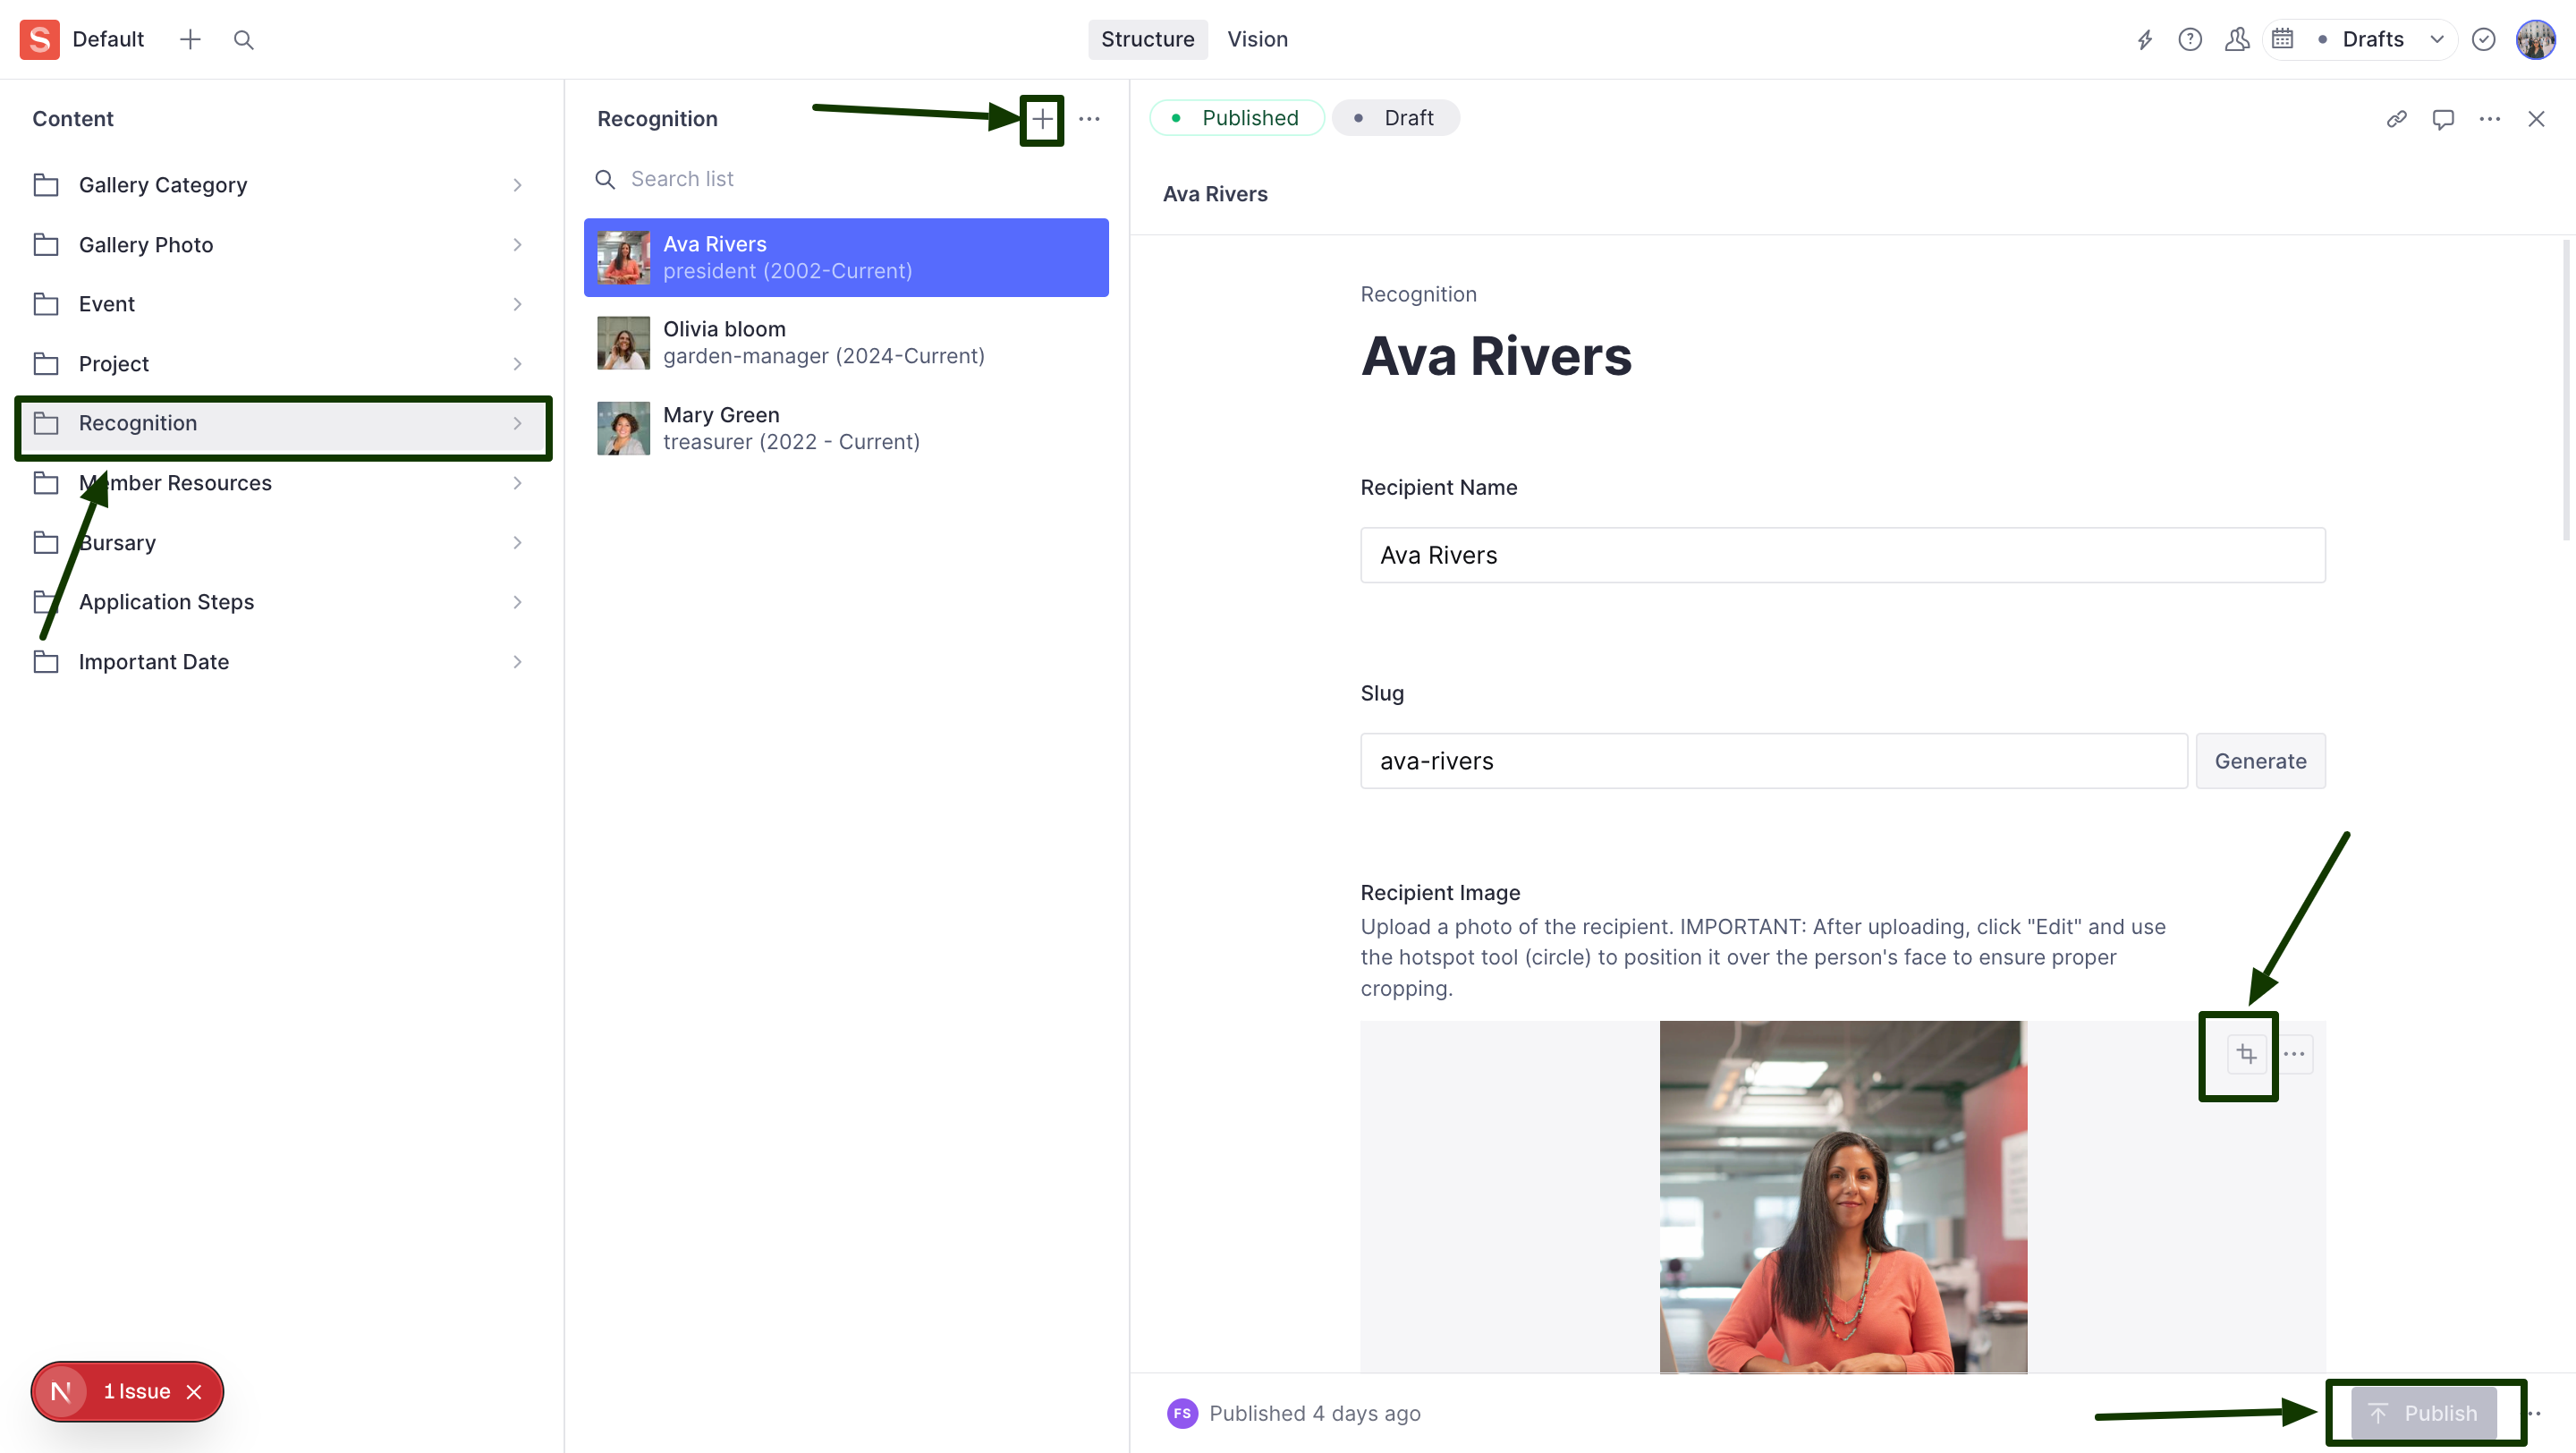 S Default
Structure
Vision
Drafts
Content
Gallery Category
Gallery Photo
Event
Project
Recognition
Member Resources
Bursary
Application Steps
Important Date
N 1 Issue
Recognition
Search list
Ava Rivers
president (2002-Current)
Olivia bloom
garden-manager (2024-Current)
Mary Green
treasurer (2022 - Current)
Published
Draft
Ava Rivers
Recognition
Ava Rivers
Recipient Name
Ava Rivers
Slug
ava-rivers
Generate
Recipient Image
Upload a photo of the recipient. IMPORTANT: After uploading, click "Edit" and use
the hotspot tool (circle) to position it over the person's face to ensure proper
cropping.
FS Published 4 days ago
Publish